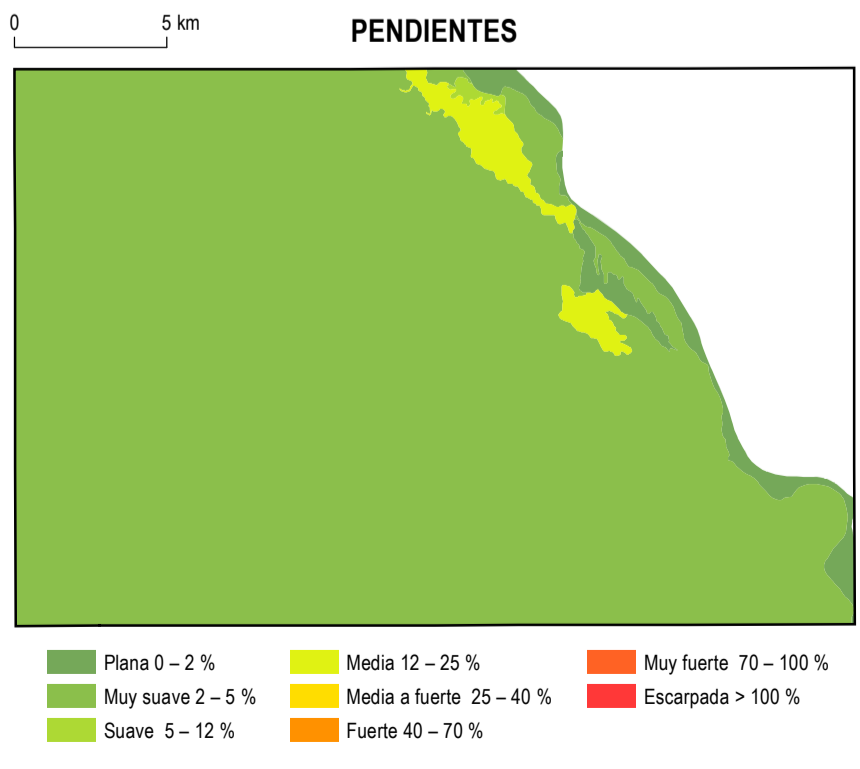 0 5 km
PENDIENTES
Plana 0 – 2 %
Muy suave 2 – 5 %
Suave 5 – 12 %
Media 12 – 25 %
Media a fuerte 25 – 40 %
Fuerte 40 – 70 %
Muy fuerte 70 – 100 %
Escarpada > 100 %